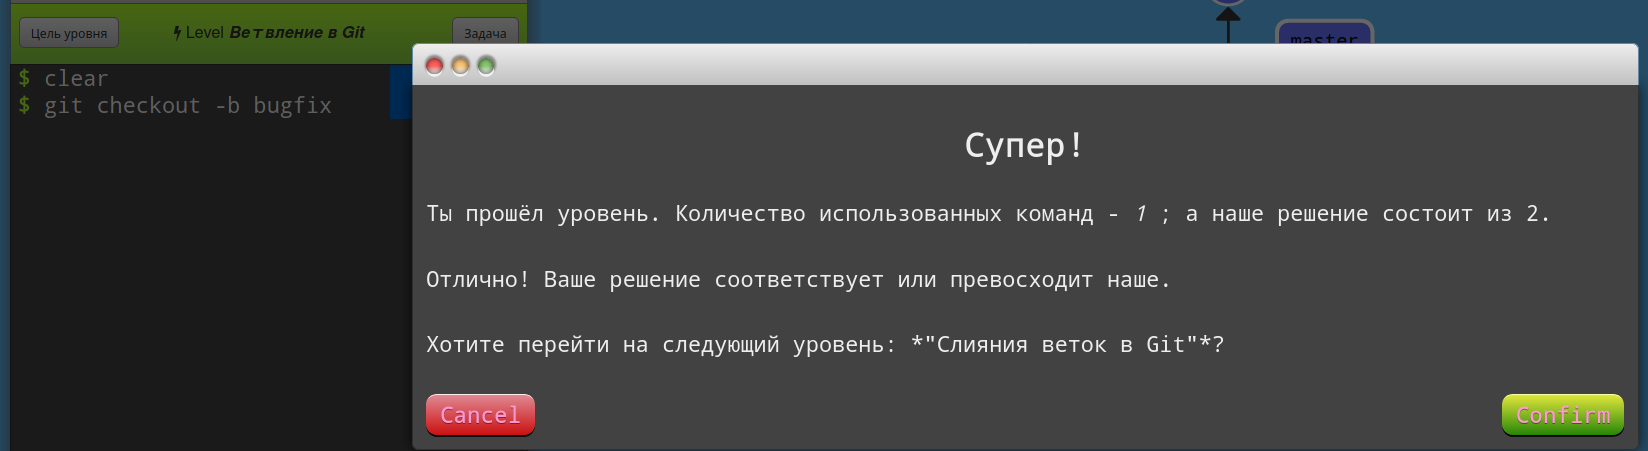 Цель уровня
Level Ветвление в Git
Задача
master
$ clear
$ git checkout -b bugfix
Супер!
Ты прошёл уровень. Количество использованных команд - 1 ; а наше решение состоит из 2.
Отлично! Ваше решение соответствует или превосходит наше.
Хотите перейти на следующий уровень: *"Слияния веток в Git"*?
Cancel
Confirm